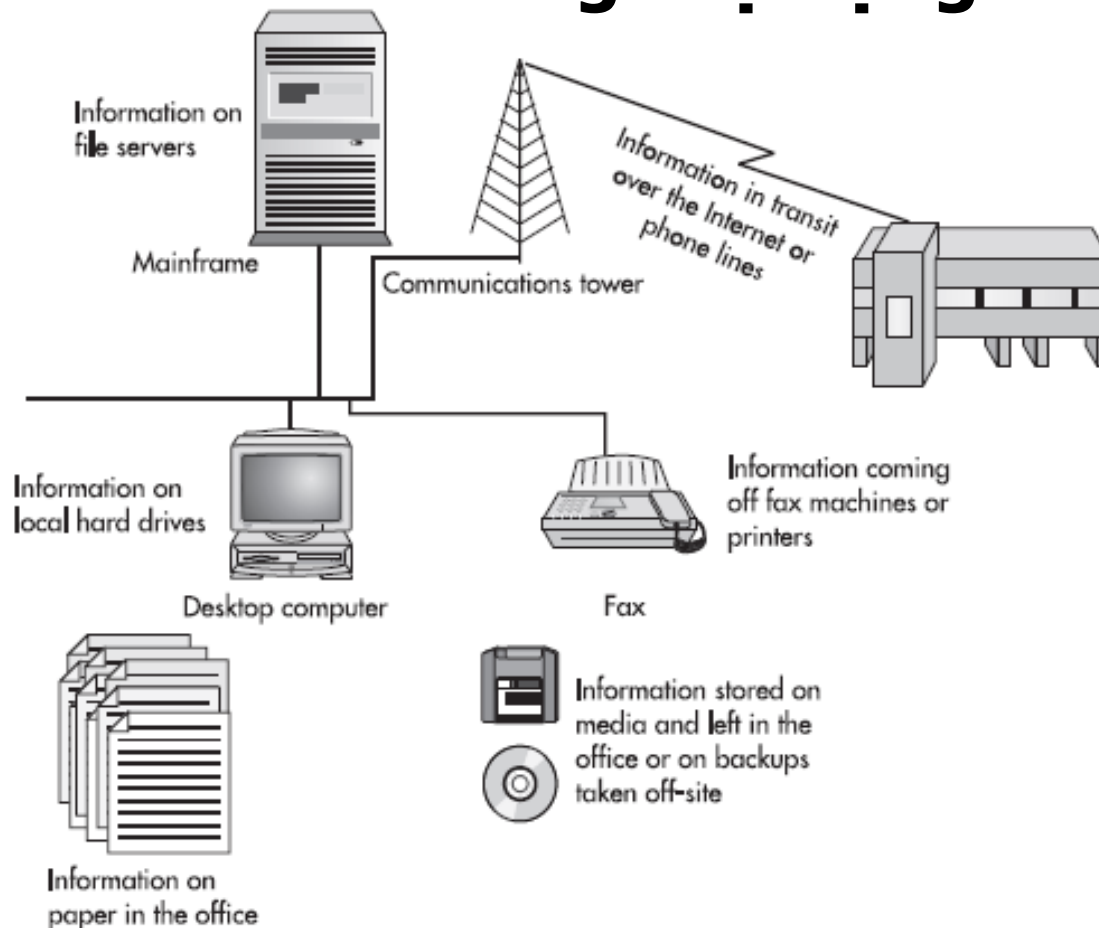 Information on
file servers
Mainframe
Communications tower
Information in transit
over the Internet or
phone lines
Information on
local hard drives
Desktop computer
Information coming
off fax machines or
printers
Fax
Information stored on
media and left in the
office or on backups
taken off-site
Information on
paper in the office